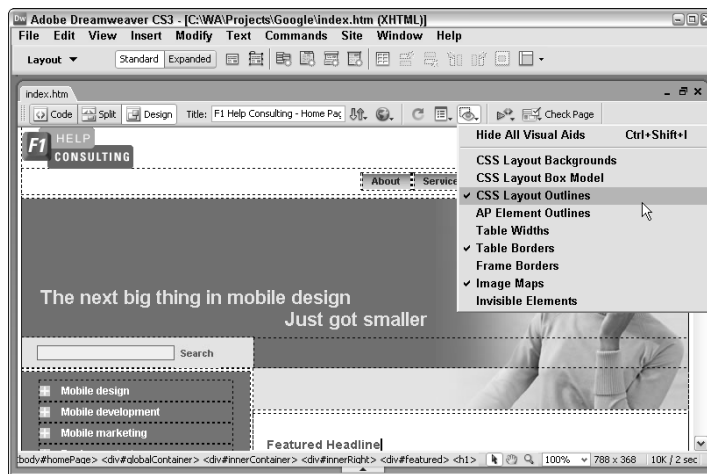 Dw Adobe Dreamweaver CS3 - [C:\WA\Projects\Google\index.htm (XHTML)]
File Edit View Insert Modify Text Commands Site Window Help
Layout Standard Expanded
index.htm
Code Split Design Title: F1 Help Consulting - Home Pag Check Page
Hide All Visual Aids Ctrl+Shift+I
CSS Layout Backgrounds
CSS Layout Box Model
CSS Layout Outlines
AP Element Outlines
Table Widths
Table Borders
Frame Borders
Image Maps
Invisible Elements
F1 HELP
CONSULTING
About Service
The next big thing in mobile design
Just got smaller
Search
Mobile design
Mobile development
Mobile marketing
Featured Headline
body#homePage> <div#globalContainer> <div#innerContainer> <div#innerRight> <div#featured> <h1> 100% 788 x 368 10K / 2 sec